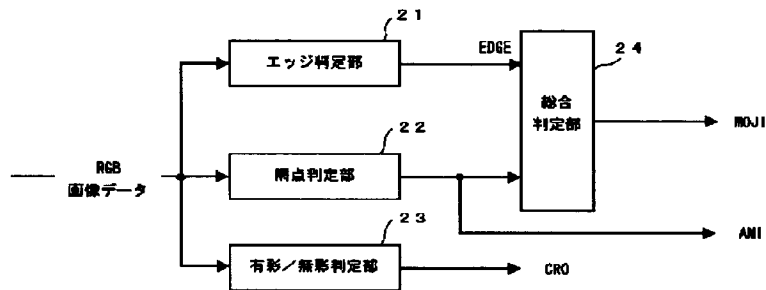 21
エッジ判定部
EDGE
24
総合
判定部
MOJI
22
RGB
画像データ
網点判定部
AMI
23
有彩／無彩判定部
CRO